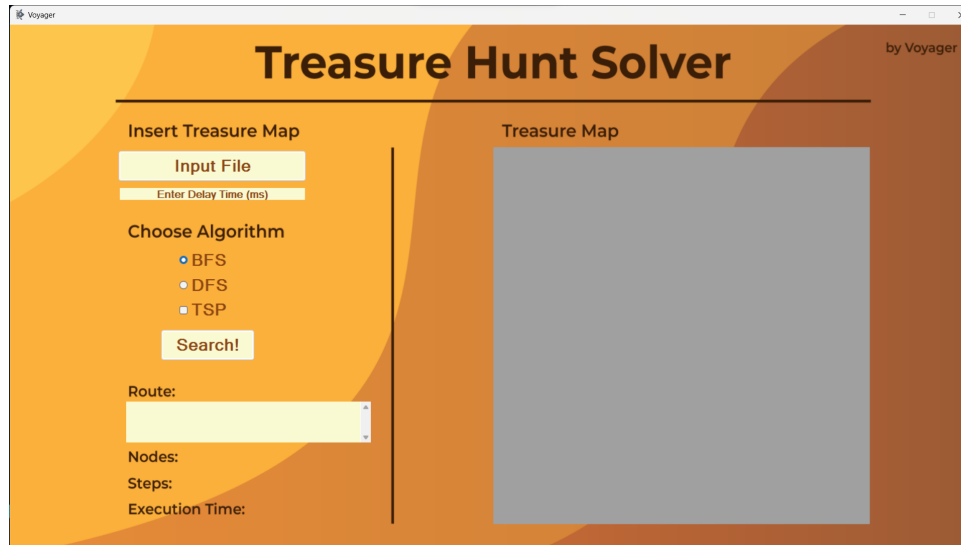 Voyager
Treasure Hunt Solver
by Voyager
Insert Treasure Map
Input File
Enter Delay Time (ms)
Choose Algorithm
BFS
DFS
TSP
Search!
Route:
Nodes:
Steps:
Execution Time:
Treasure Map